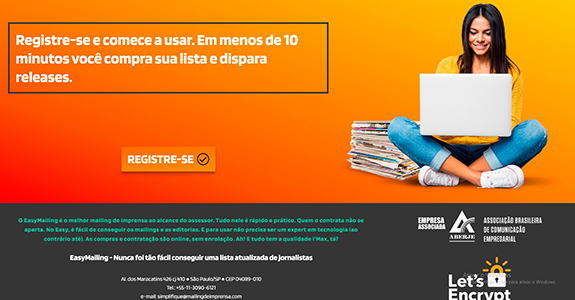 Registre-se e comece a usar. Em menos de 10
minutos você compra sua lista e dispara
releases.
REGISTRE-SE
O EasyMailing é o melhor mailing de imprensa ao alcance do assessor. Tudo nele é rápido e prático. Quem o contrata não se
aperta. No Easy, é fácil de conseguir os mailings e as editorias. E para usar não precisa ser um expert em tecnologia (ao
contrário até). As compras e contratação são online, sem enrolação. Ah! E tudo tem a qualidade I'Max, tá?
EasyMailing - Nunca foi tão fácil conseguir uma lista atualizada de jornalistas
Al. dos Maracatins 426 cj 410 • São Paulo/SP • CEP 04089-010
Tel.: +55-11-3090-6121
e-mail simplifique@mailingdeimprensa.com
EMPRESA
ASSOCIADA
ABERJE
ASSOCIAÇÃO BRASILEIRA
DE COMUNICAÇÃO
EMPRESARIAL
Let's
Encrypt
para ativar o Windows.